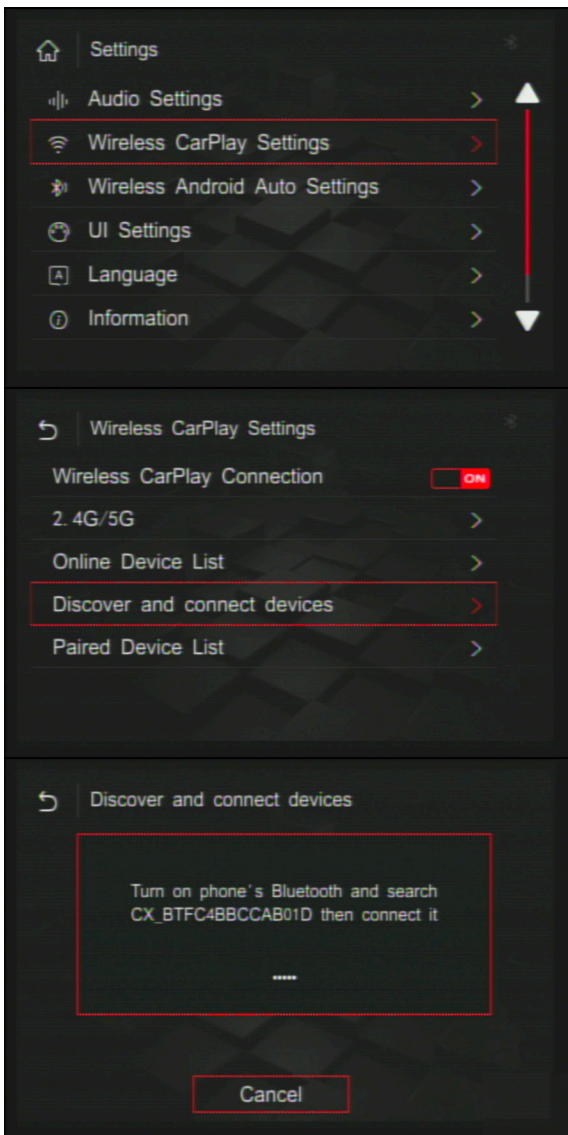 Settings
Audio Settings
Wireless CarPlay Settings
Wireless Android Auto Settings
UI Settings
A Language
Information
Wireless CarPlay Settings
Wireless CarPlay Connection ON
2.4G/5G
Online Device List
Discover and connect devices
Paired Device List
Discover and connect devices
Turn on phone's Bluetooth and search
CX_BTFC4BBCCAB01D then connect it
Cancel